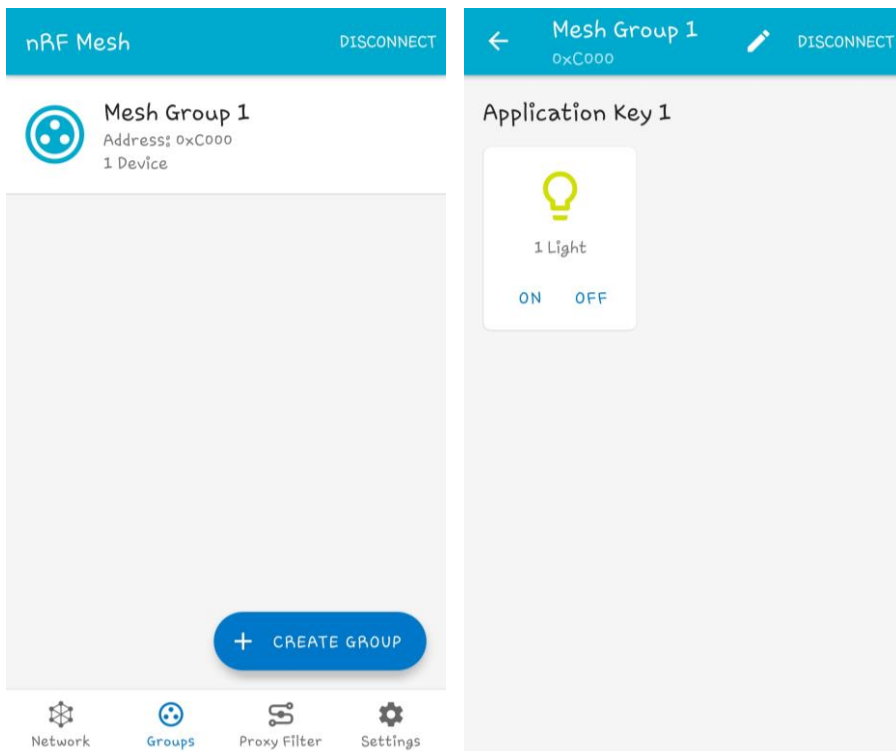 nRF Mesh
DISCONNECT
Mesh Group 1
Address: 0xC000
1 Device
+ CREATE GROUP
Network
Groups
Proxy Filter
Settings
Mesh Group 1
0xC000
DISCONNECT
Application Key 1
1 Light
ON OFF